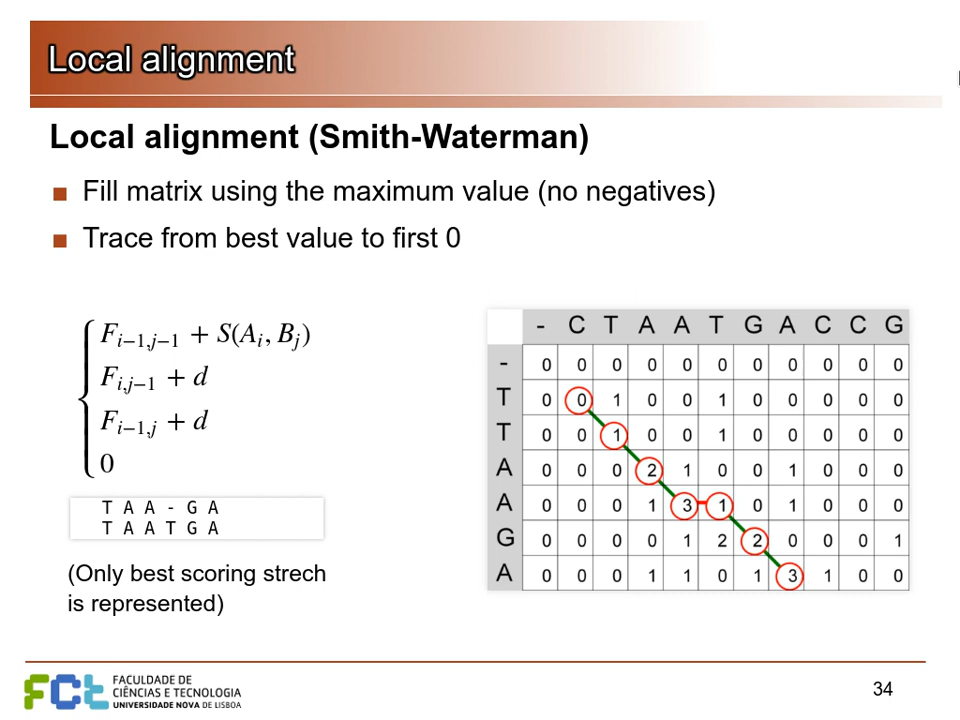 Local alignment
Local alignment (Smith-Waterman)
■ Fill matrix using the maximum value (no negatives)
■ Trace from best value to first 0
F_{i−1,j−1} + S(A_i, B_j)
F_{i,j−1} + d
F_{i−1,j} + d
0
T A A - G A
T A A T G A
(Only best scoring strech
is represented)
- C T A A T G A C C G
- 0 0 0 0 0 0 0 0 0 0 0
T 0 0 1 0 0 1 0 0 0 0 0
T 0 0 1 0 0 1 0 0 0 0 0
A 0 0 0 2 1 0 0 1 0 0 0
A 0 0 0 1 3 1 0 1 0 0 0
G 0 0 0 0 1 2 2 0 0 0 1
A 0 0 0 1 1 0 1 3 1 0 0
FCt FACULDADE DE
CIÊNCIAS E TECNOLOGIA
UNIVERSIDADE NOVA DE LISBOA
34